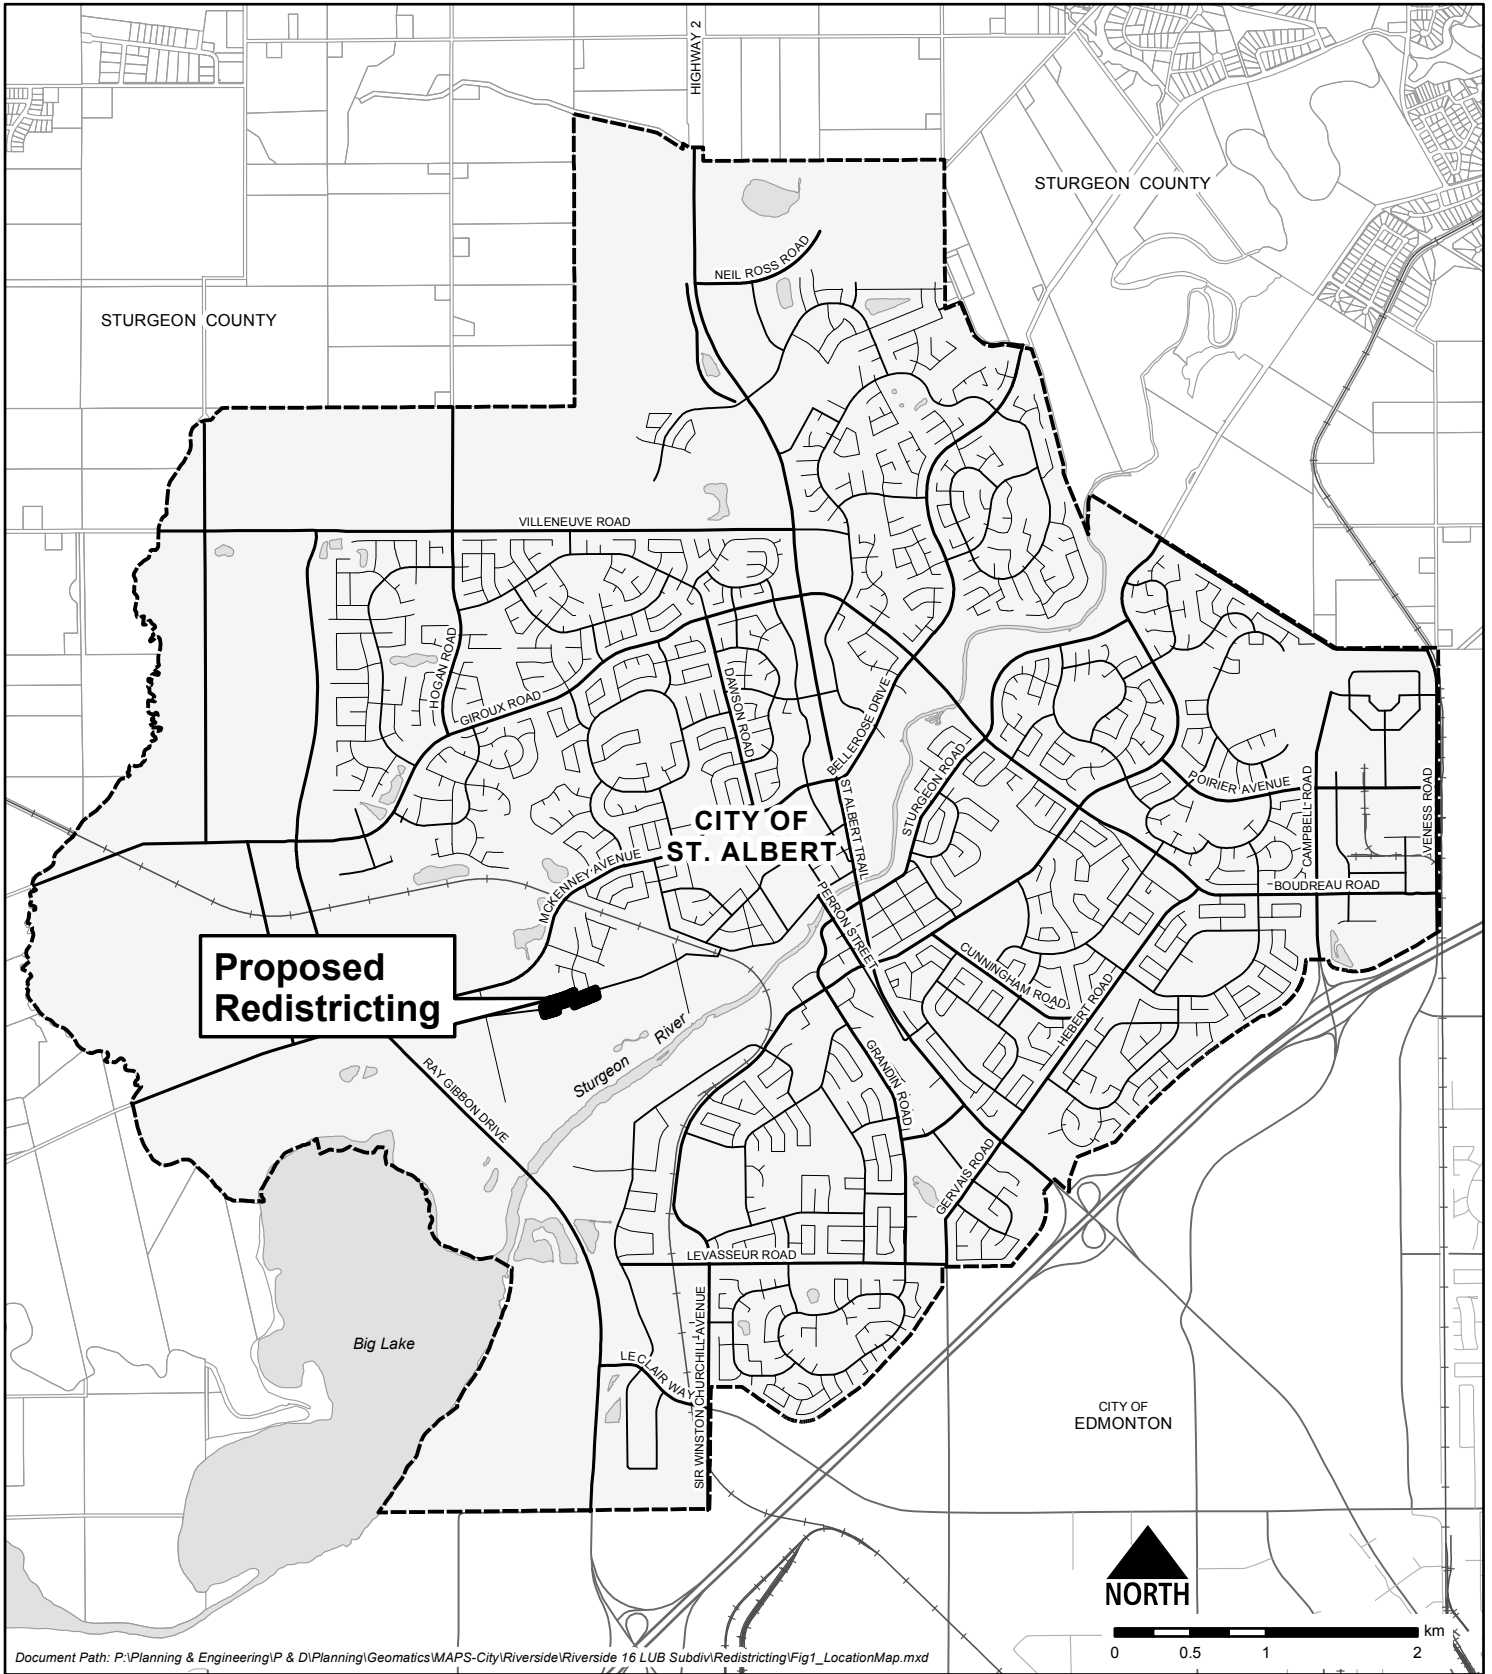 HIGHWAY 2
STURGEON COUNTY
NEIL ROSS ROAD
STURGEON COUNTY
VILLENEUVE ROAD
HOGAN ROAD
GIROUX ROAD
DAWSON ROAD
BELLEROSE DRIVE
STURGEON ROAD
POIRIER AVENUE
CAMPBELL ROAD
VENESS ROAD
ST ALBERT TRAIL
CITY OF
ST. ALBERT
MCKENNEY AVENUE
PERRON STREET
BOUDREAU ROAD
CUNNINGHAM ROAD
HEBERT ROAD
Proposed
Redistricting
Sturgeon River
RAY GIBBON DRIVE
GRANDIN ROAD
GERVAIS ROAD
LEVASSEUR ROAD
SIR WINSTON CHURCHILL AVENUE
Big Lake
LECLAIR WAY
CITY OF
EDMONTON
NORTH
km
0 0.5 1 2
Document Path: P:\Planning & Engineering\P & D\Planning\Geomatics\MAPS-City\Riverside\Riverside 16 LUB Subdiv\Redistricting\Fig1_LocationMap.mxd